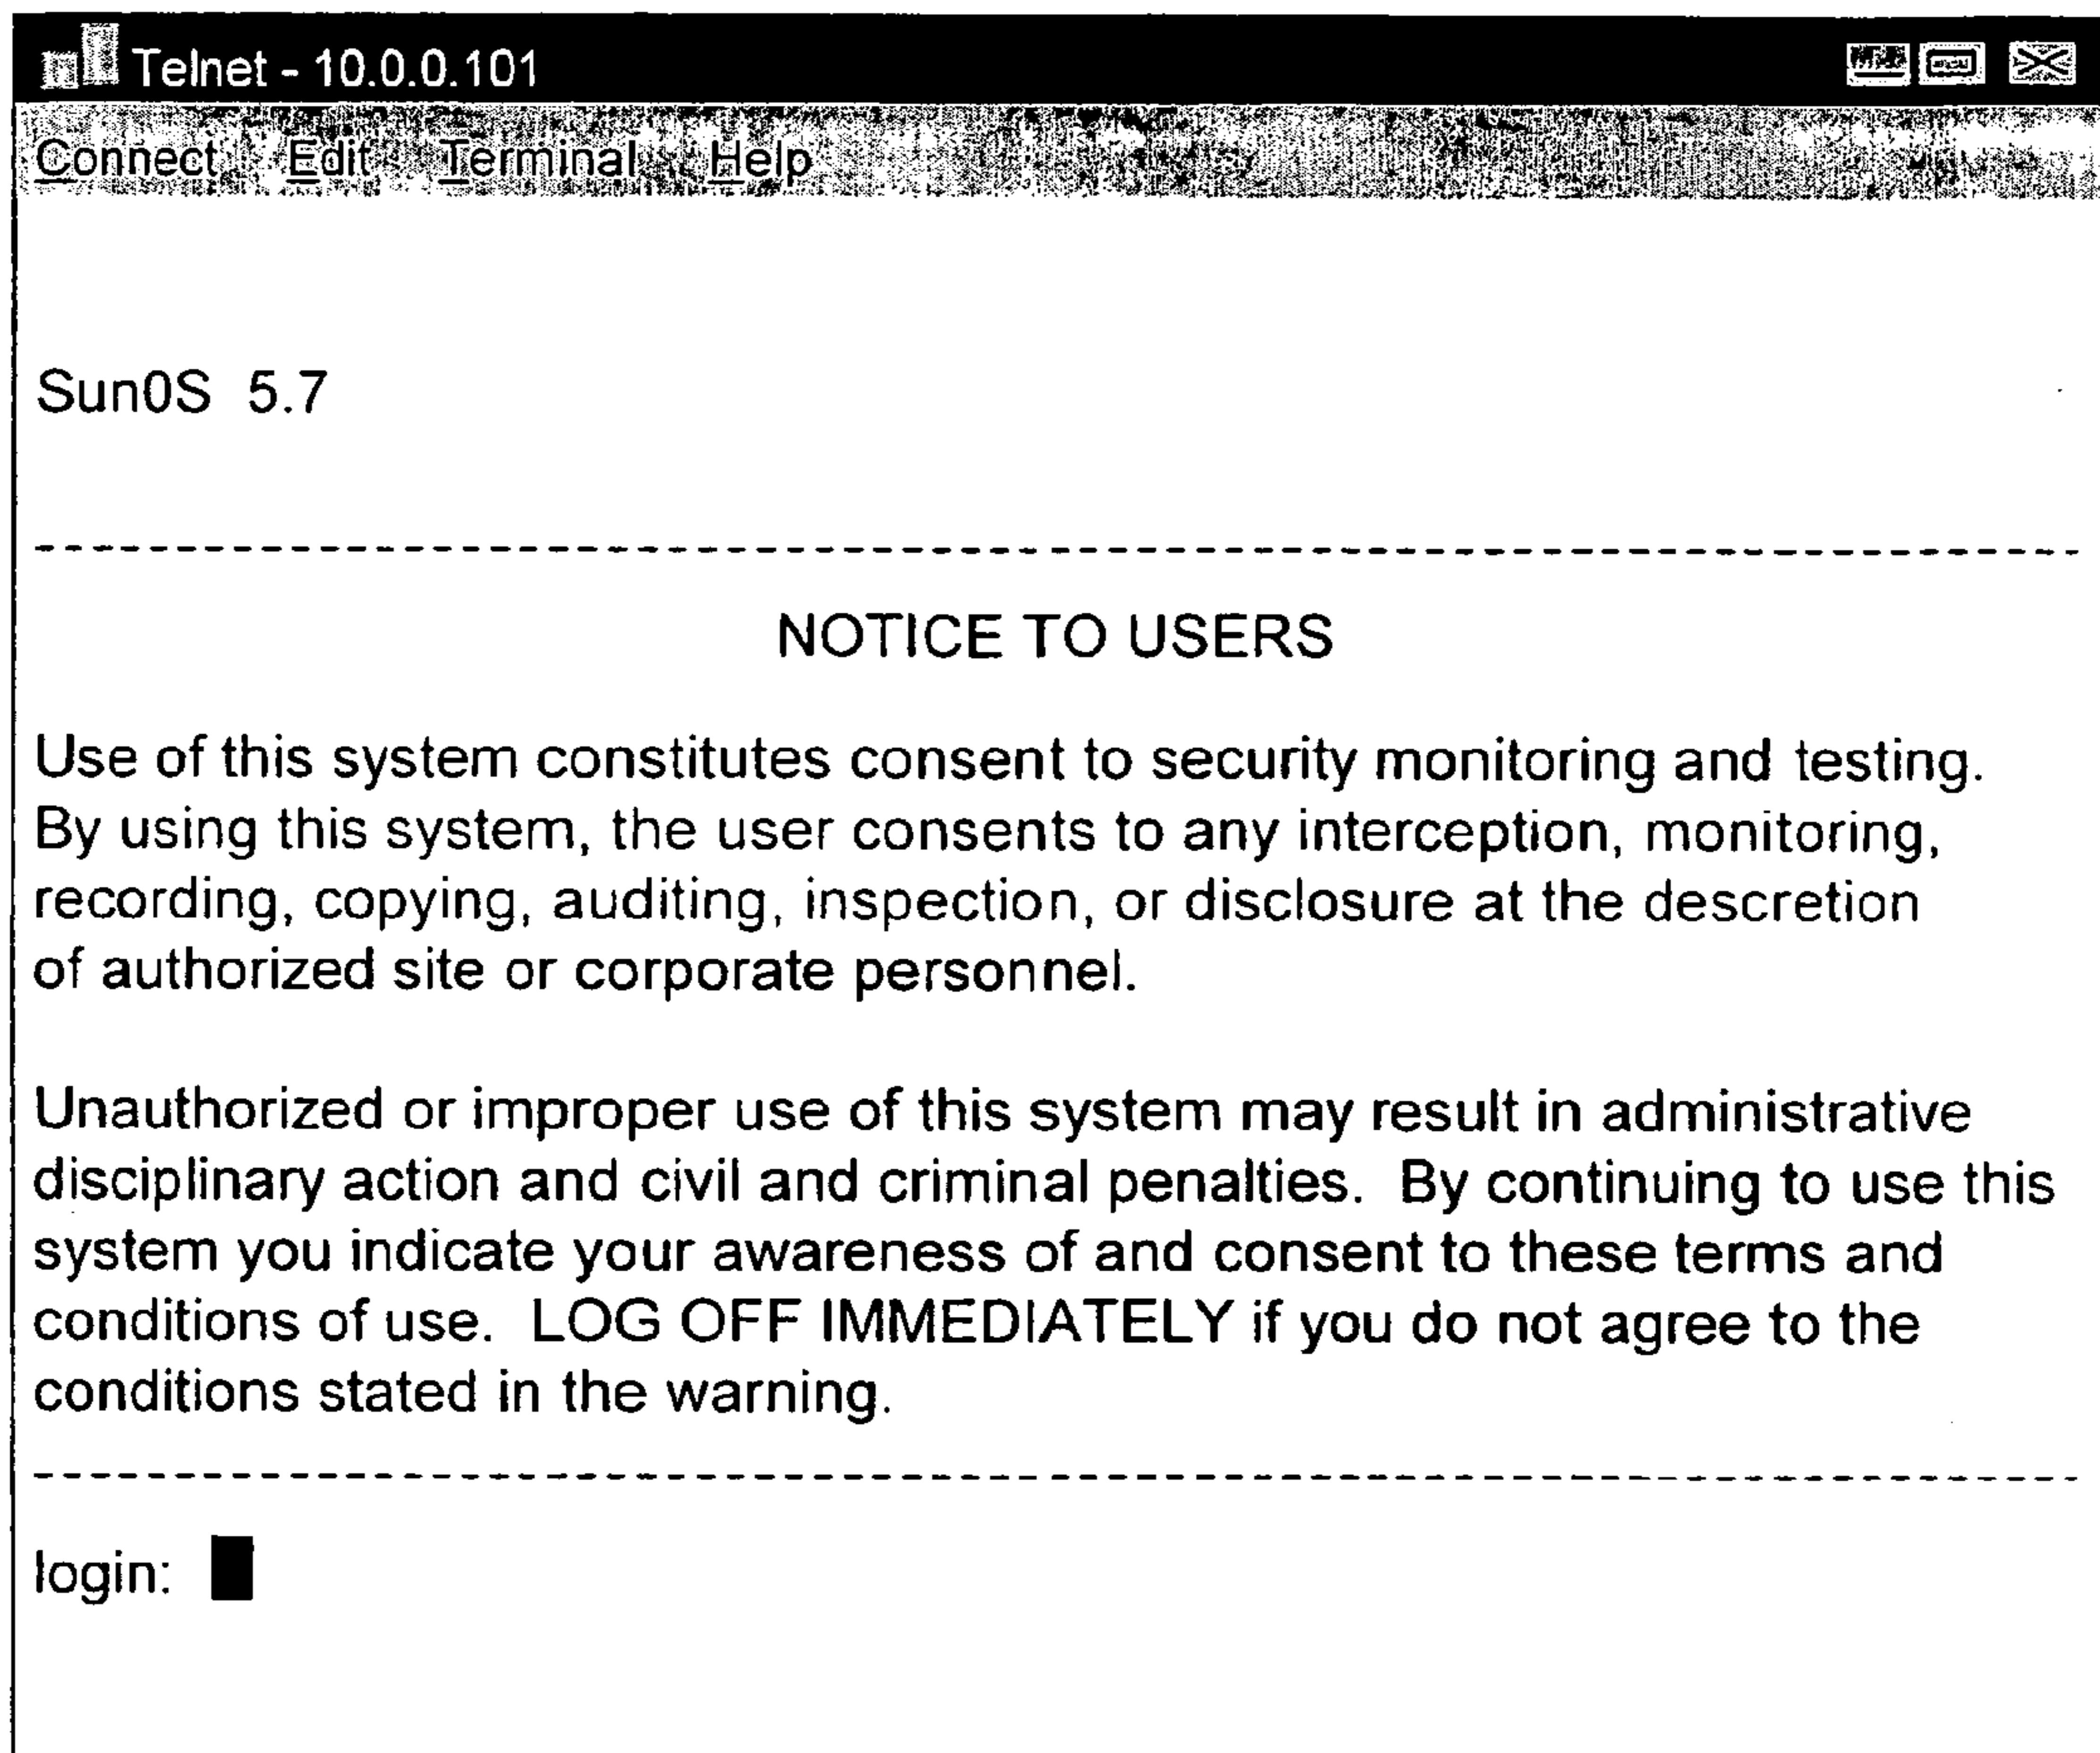 Telnet - 10.0.0.101
Connect Edit Terminal Help
Sun0S 5.7
------------------------------------------------------------------------
NOTICE TO USERS
Use of this system constitutes consent to security monitoring and testing.
By using this system, the user consents to any interception, monitoring,
recording, copying, auditing, inspection, or disclosure at the descretion
of authorized site or corporate personnel.
Unauthorized or improper use of this system may result in administrative
disciplinary action and civil and criminal penalties. By continuing to use this
system you indicate your awareness of and consent to these terms and
conditions of use. LOG OFF IMMEDIATELY if you do not agree to the
conditions stated in the warning.
------------------------------------------------------------------------
login: